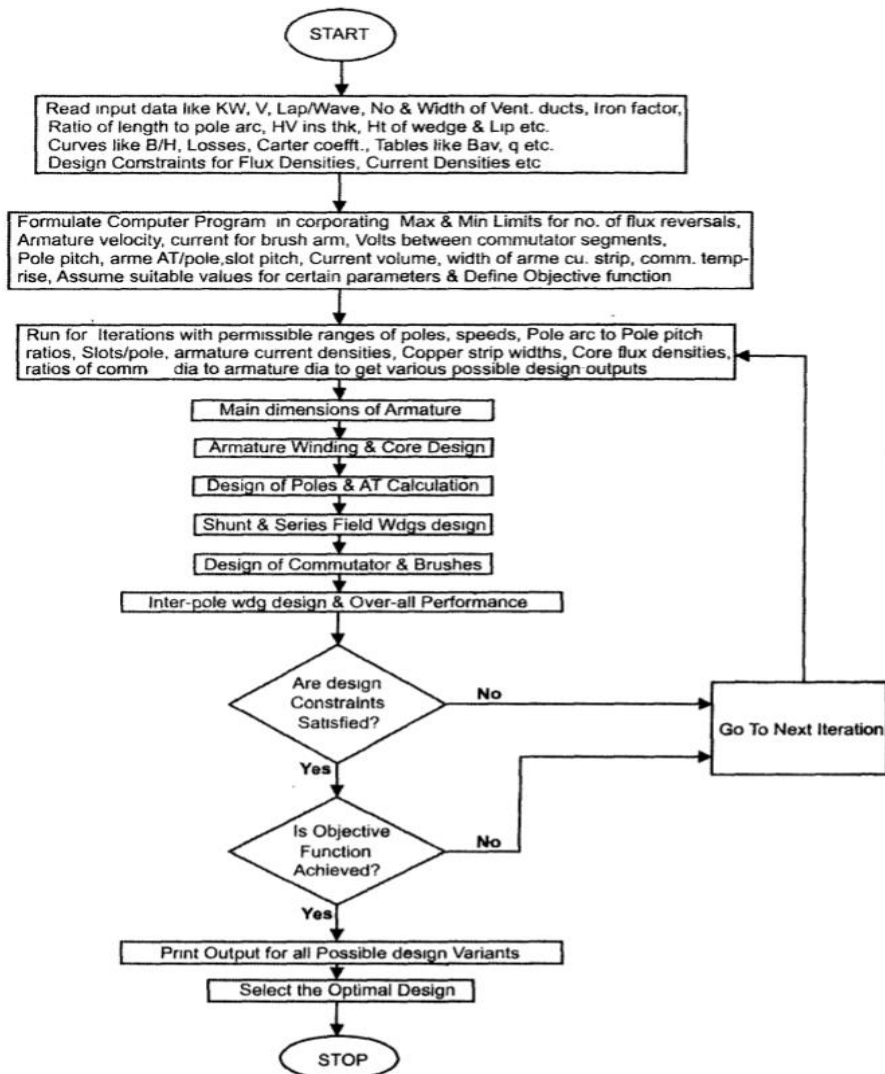 START
Read input data like KW, V, Lap/Wave, No & Width of Vent. ducts, Iron factor,
Ratio of length to pole arc, HV ins thk, Ht of wedge & Lip etc.
Curves like B/H, Losses, Carter coefft., Tables like Bav, q etc.
Design Constraints for Flux Densities, Current Densities etc
Formulate Computer Program in corporating Max & Min Limits for no. of flux reversals,
Armature velocity, current for brush arm, Volts between commutator segments,
Pole pitch, arme AT/pole,slot pitch, Current volume, width of arme cu. strip, comm. temp-
rise, Assume suitable values for certain parameters & Define Objective function
Run for Iterations with permissible ranges of poles, speeds, Pole arc to Pole pitch
ratios, Slots/pole, armature current densities, Copper strip widths, Core flux densities,
ratios of comm dia to armature dia to get various possible design outputs
Main dimensions of Armature
Armature Winding & Core Design
Design of Poles & AT Calculation
Shunt & Series Field Wdgs design
Design of Commutator & Brushes
Inter-pole wdg design & Over-all Performance
Are design
Constraints
Satisfied?
No
Go To Next Iteration
Yes
Is Objective
Function
Achieved?
No
Yes
Print Output for all Possible design Variants
Select the Optimal Design
STOP